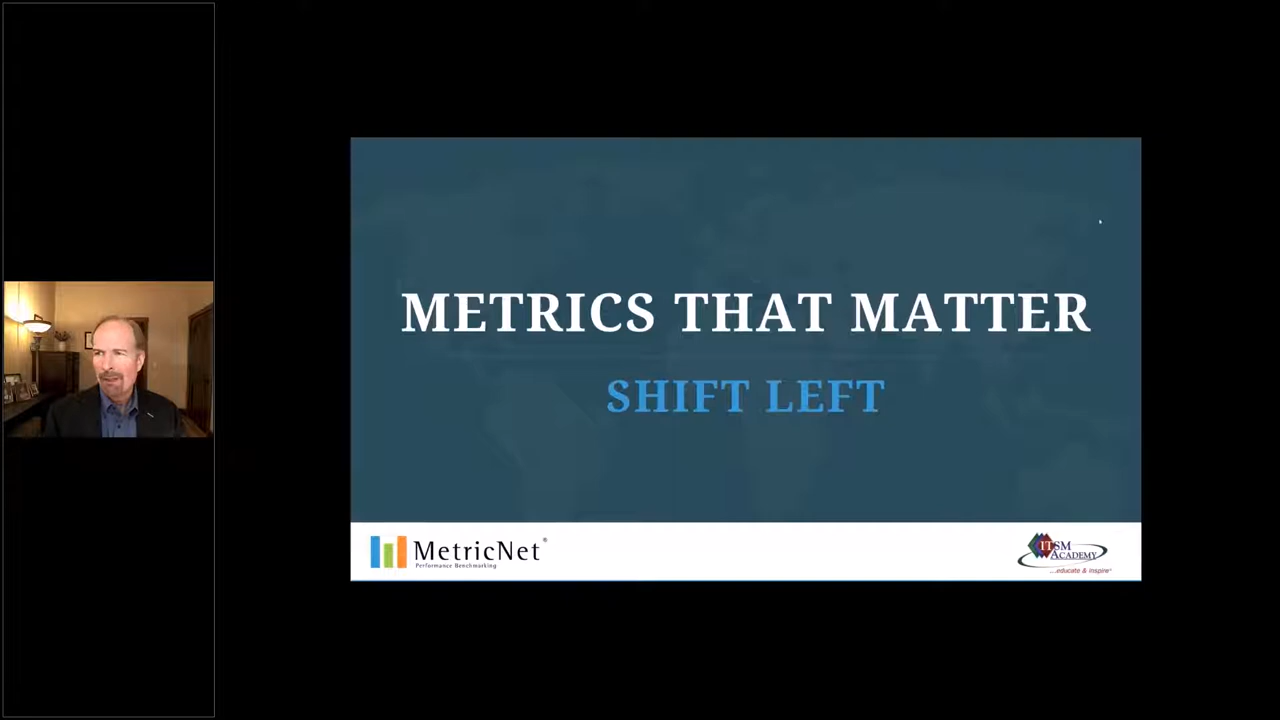 METRICS THAT MATTER
SHIFT LEFT
MetricNet®
Performance Benchmarking
ITSM
ACADEMY
...educate & inspire®